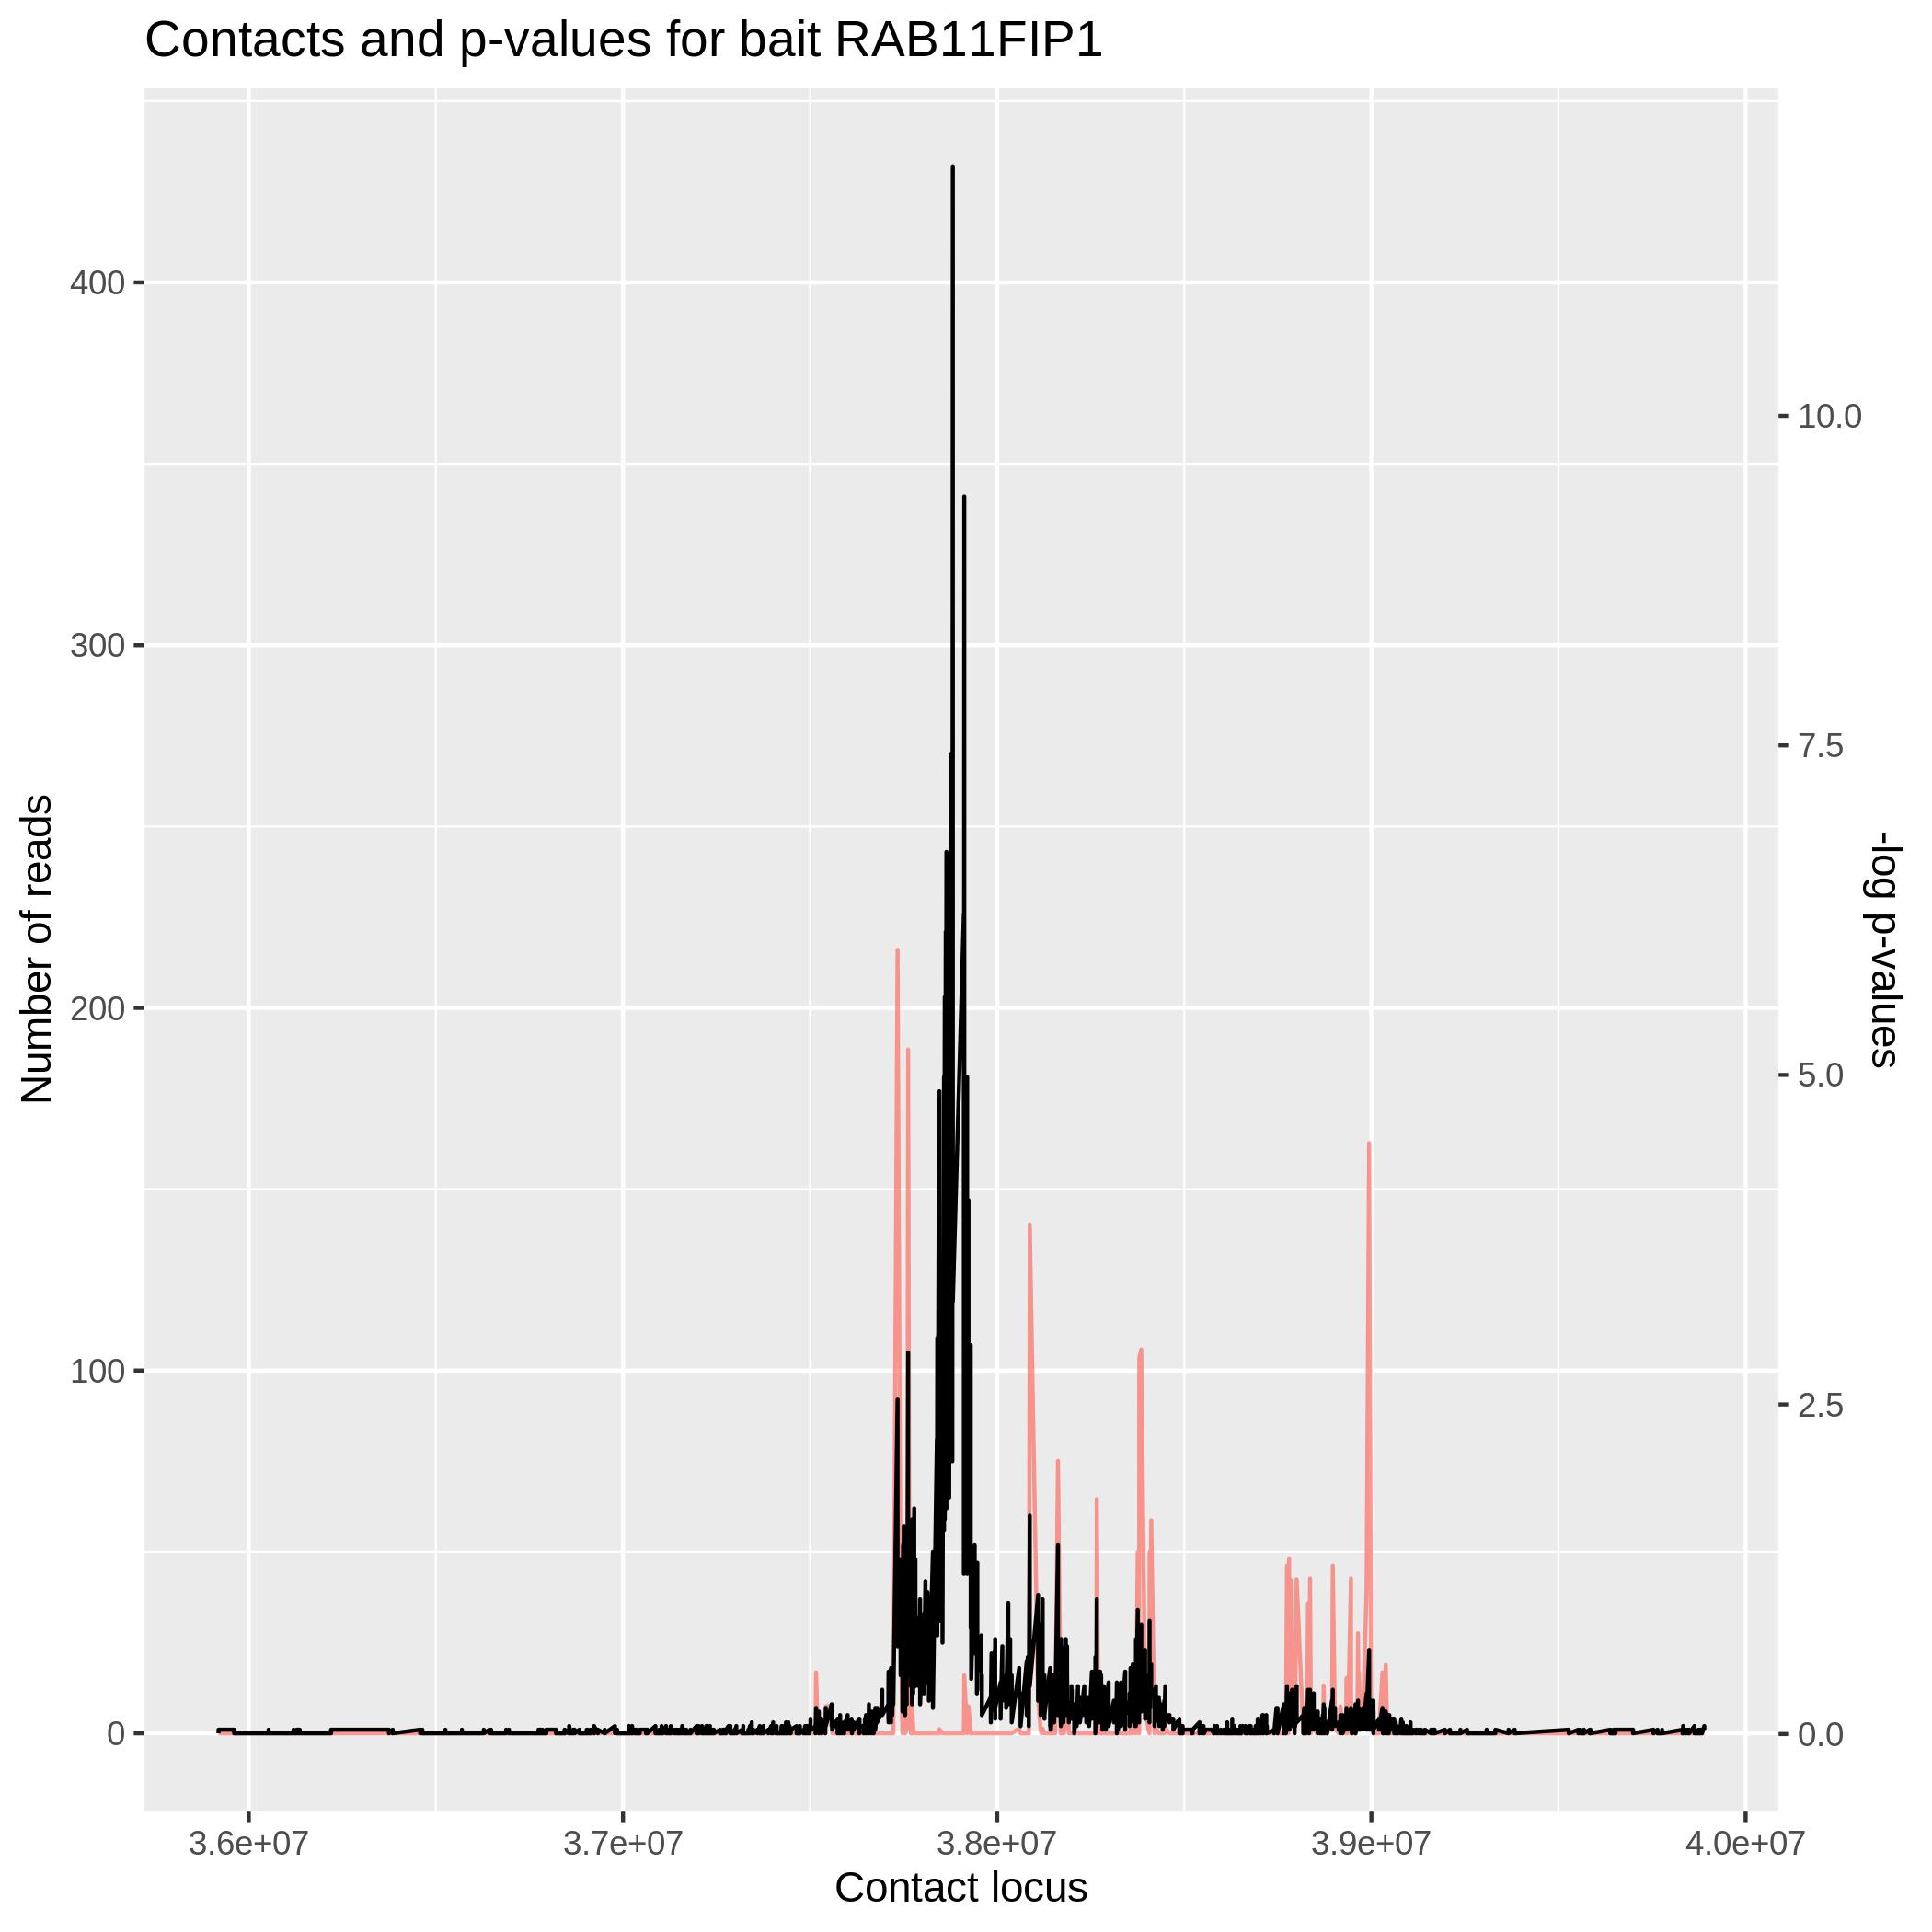 Contacts and p-values for bait RAB11FIP1
400
300
200
100
0
Number of reads
10.0
7.5
5.0
2.5
0.0
-log p-values
3.6e+07
3.7e+07
3.8e+07
3.9e+07
4.0e+07
Contact locus